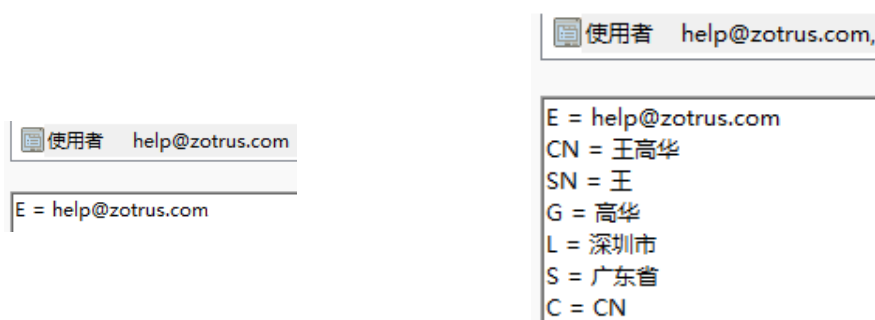 使用者 help@zotrus.com
E = help@zotrus.com
使用者 help@zotrus.com,
E = help@zotrus.com
CN = 王高华
SN = 王
G = 高华
L = 深圳市
S = 广东省
C = CN